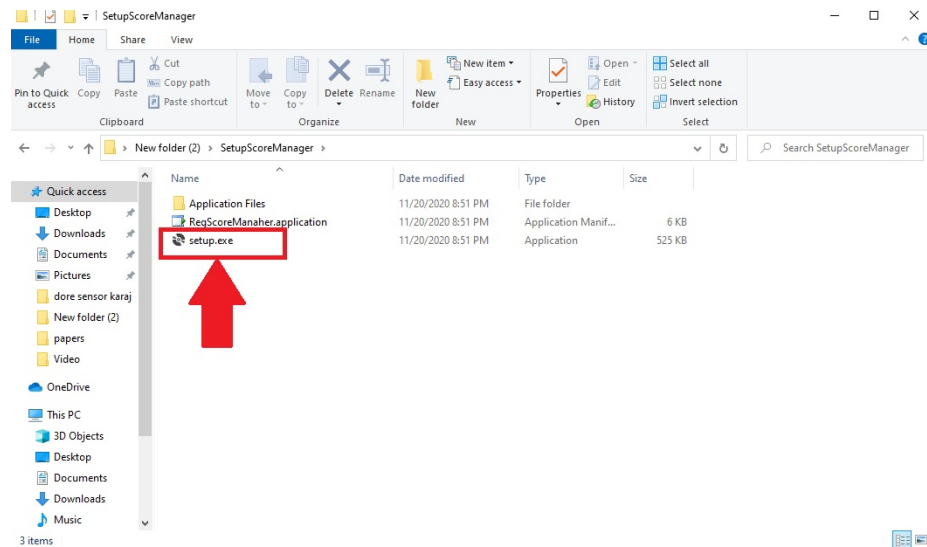 SetupScoreManager
File Home Share View
Pin to Quick access
Copy
Paste
Cut
Copy path
Paste shortcut
Clipboard
Move to
Copy to
Delete
Rename
Organize
New folder
New item
Easy access
New
Properties
Open
Edit
History
Open
Select all
Select none
Invert selection
Select
New folder (2) > SetupScoreManager >
Search SetupScoreManager
Name Date modified Type Size
Application Files 11/20/2020 8:51 PM File folder
RegScoreManaher.application 11/20/2020 8:51 PM Application Manif... 6 KB
setup.exe 11/20/2020 8:51 PM Application 525 KB
Quick access
Desktop
Downloads
Documents
Pictures
dore sensor karaj
New folder (2)
papers
Video
OneDrive
This PC
3D Objects
Desktop
Documents
Downloads
Music
3 items